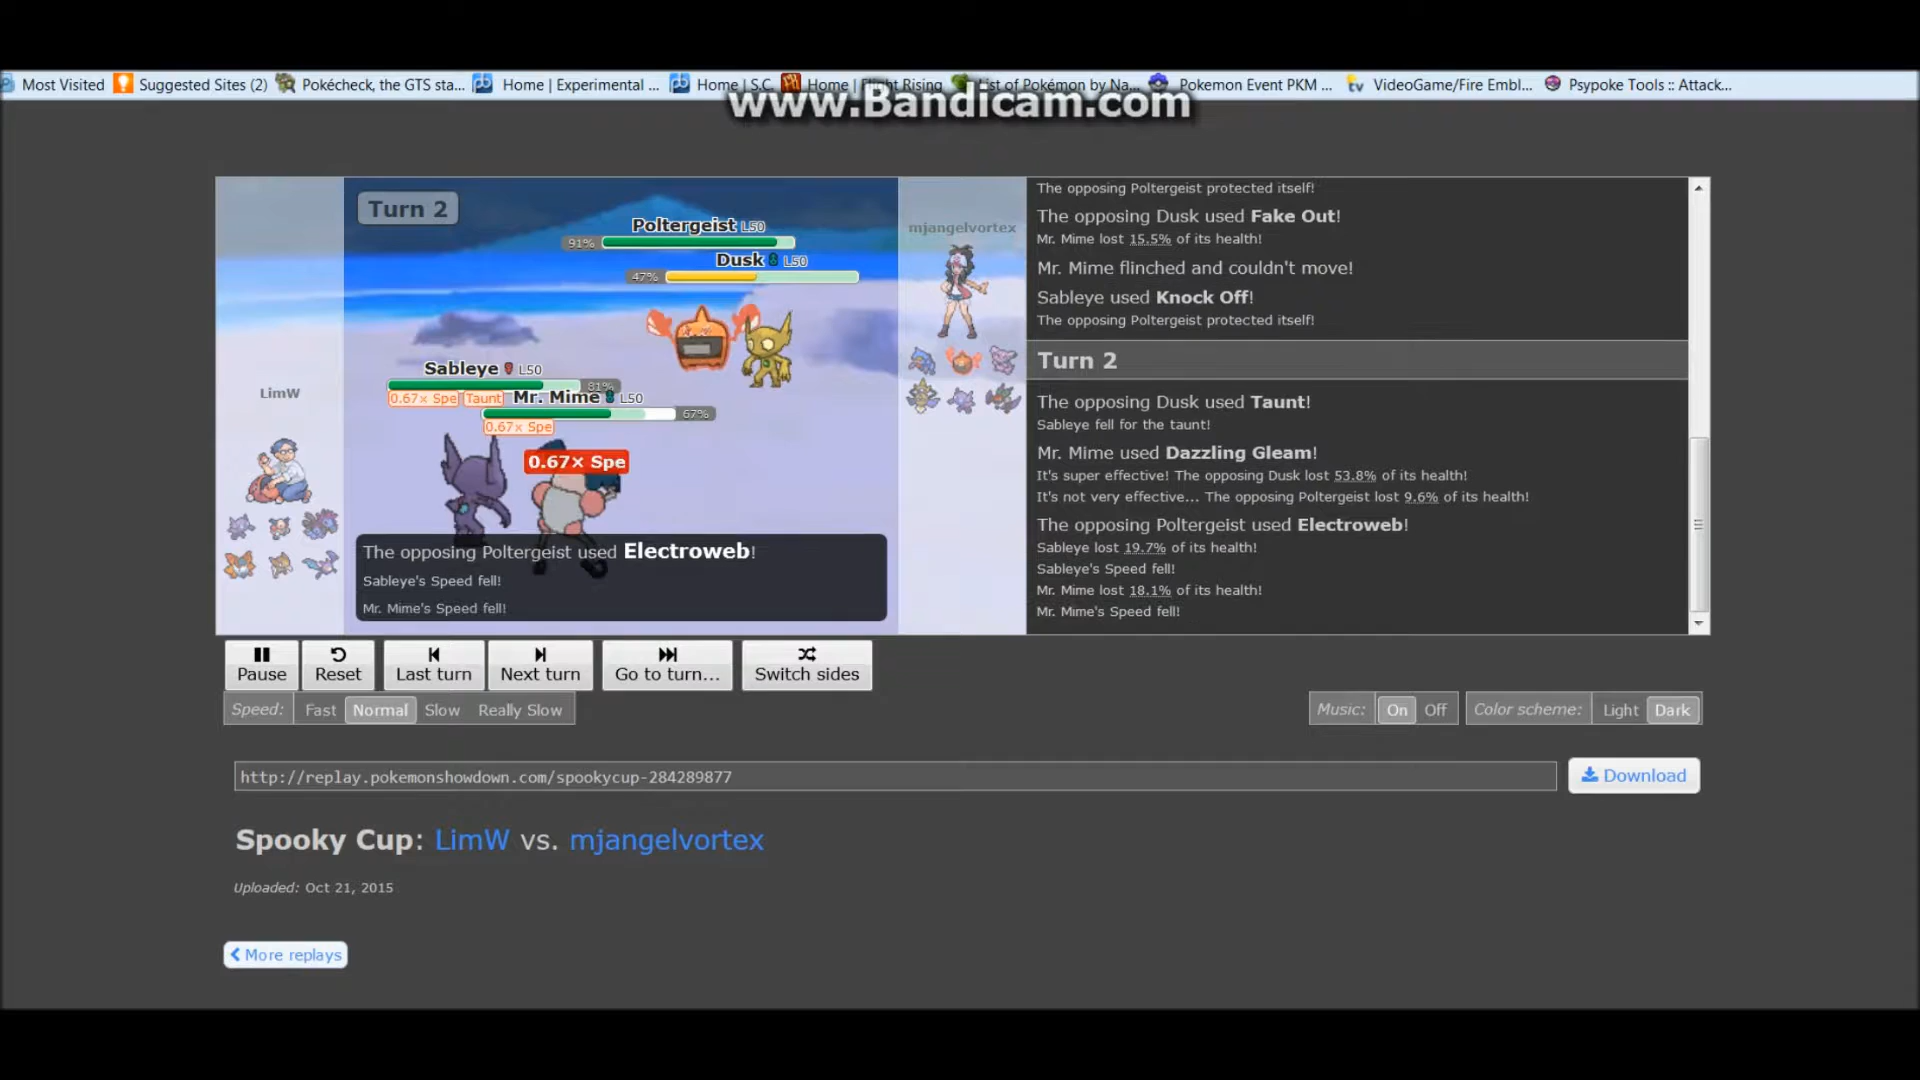 Most Visited Suggested Sites (2) Pokécheck, the GTS sta... Home | Experimental ... Home | S.C. Home | Flight Rising List of Pokémon by Na... Pokemon Event PKM ... VideoGame/Fire Embl... Psypoke Tools :: Attack...
www.Bandicam.com
Turn 2
Poltergeist L50
91%
Dusk L50
47%
Sableye L50
81%
0.67× Spe Taunt Mr. Mime L50
67%
0.67× Spe
0.67× Spe
The opposing Poltergeist used Electroweb!
Sableye's Speed fell!
Mr. Mime's Speed fell!
LimW
mjangelvortex
The opposing Poltergeist protected itself!
The opposing Dusk used Fake Out!
Mr. Mime lost 15.5% of its health!
Mr. Mime flinched and couldn't move!
Sableye used Knock Off!
The opposing Poltergeist protected itself!
Turn 2
The opposing Dusk used Taunt!
Sableye fell for the taunt!
Mr. Mime used Dazzling Gleam!
It's super effective! The opposing Dusk lost 53.8% of its health!
It's not very effective... The opposing Poltergeist lost 9.6% of its health!
The opposing Poltergeist used Electroweb!
Sableye lost 19.7% of its health!
Sableye's Speed fell!
Mr. Mime lost 18.1% of its health!
Mr. Mime's Speed fell!
Pause Reset Last turn Next turn Go to turn... Switch sides
Speed: Fast Normal Slow Really Slow
Music: On Off Color scheme: Light Dark
http://replay.pokemonshowdown.com/spookycup-284289877
Download
Spooky Cup: LimW vs. mjangelvortex
Uploaded: Oct 21, 2015
More replays